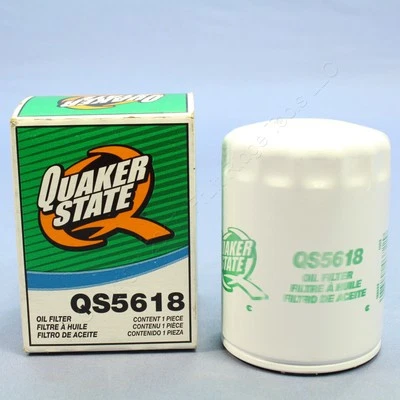 QUAKER
STATE
QS5618
OIL FILTER
FILTRE À HUILE
FILTRO DE ACEITE
CONTENT 1 PIECE
CONTENU 1 PIÈCE
CONTENIDO 1 PIEZA
QUAKER
STATE
QS5618
OIL FILTER
FILTRE À HUILE
FILTRO DE ACEITE
C
C